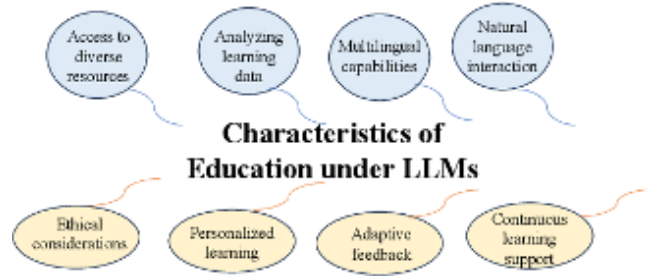 Access to
diverse
resources
Analyzing
learning
data
Multilingual
capabilities
Natural
language
interaction
Characteristics of
Education under LLMs
Ethical
considerations
Personalized
learning
Adaptive
feedback
Continuous
learning
support